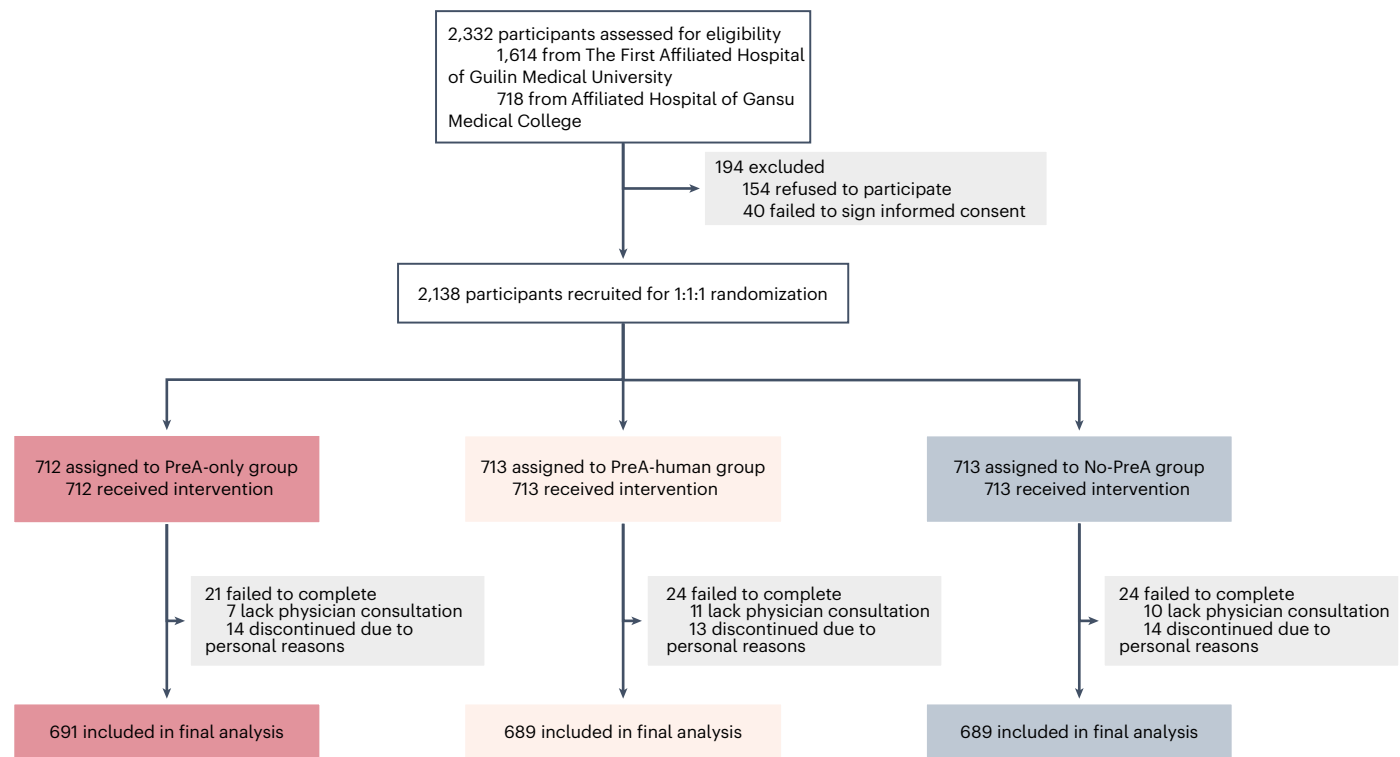 2,332 participants assessed for eligibility
1,614 from The First Affiliated Hospital
of Guilin Medical University
718 from Affiliated Hospital of Gansu
Medical College
194 excluded
154 refused to participate
40 failed to sign informed consent
2,138 participants recruited for 1:1:1 randomization
712 assigned to PreA-only group
712 received intervention
713 assigned to PreA-human group
713 received intervention
713 assigned to No-PreA group
713 received intervention
21 failed to complete
7 lack physician consultation
14 discontinued due to
personal reasons
24 failed to complete
11 lack physician consultation
13 discontinued due to
personal reasons
24 failed to complete
10 lack physician consultation
14 discontinued due to
personal reasons
691 included in final analysis
689 included in final analysis
689 included in final analysis